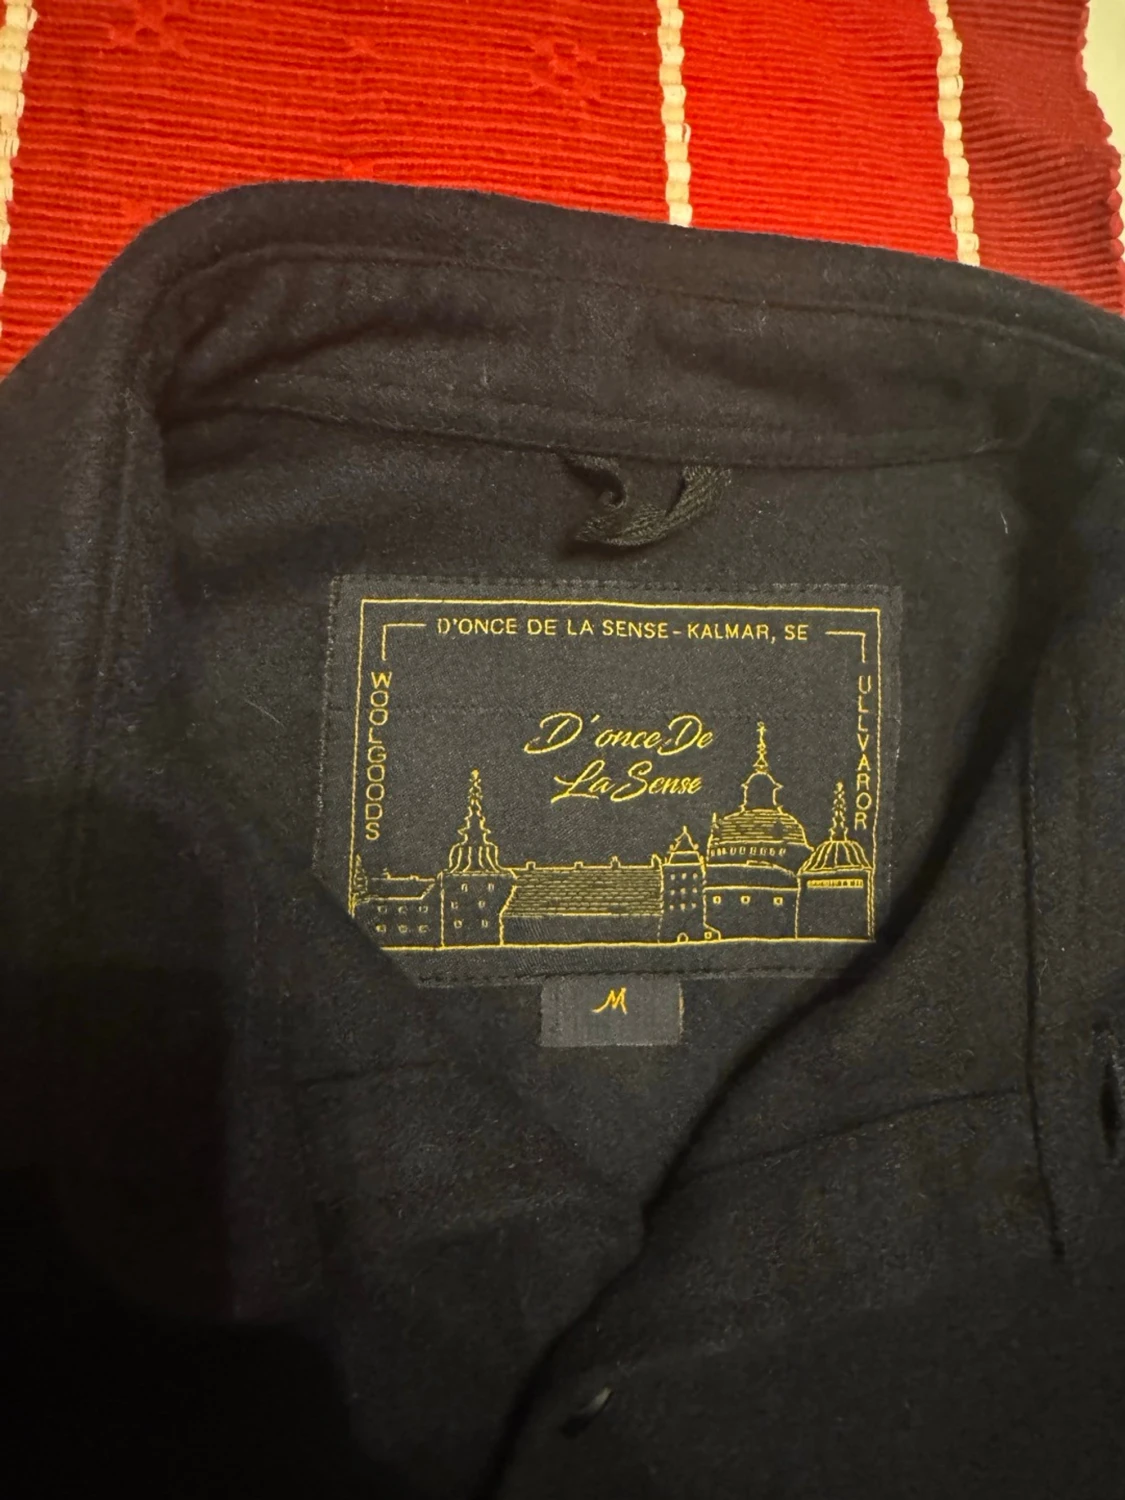 D'ONCE DE LA SENSE - KALMAR, SE
WOOLGOODS
ULLVAROR
D'once De
La Sense
M